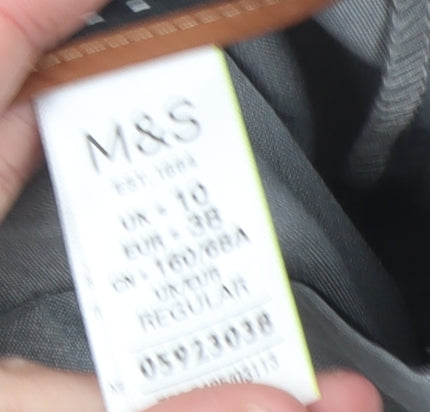 M&S
EST. 1884
UK - 10
EUR - 38
CN - 160/68A
UK/EUR
REGULAR
05923038